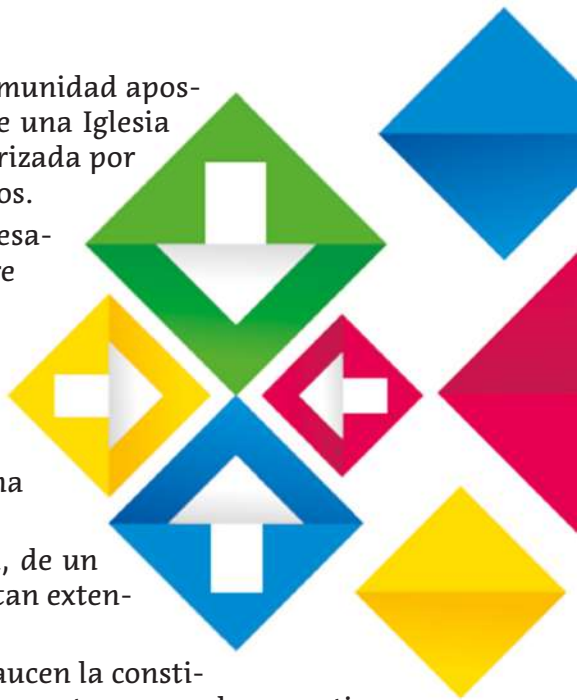 munidad apos-
e una Iglesia
rizada por
os.
esa-
e
na
, de un
tan exten-
aucen la consti-